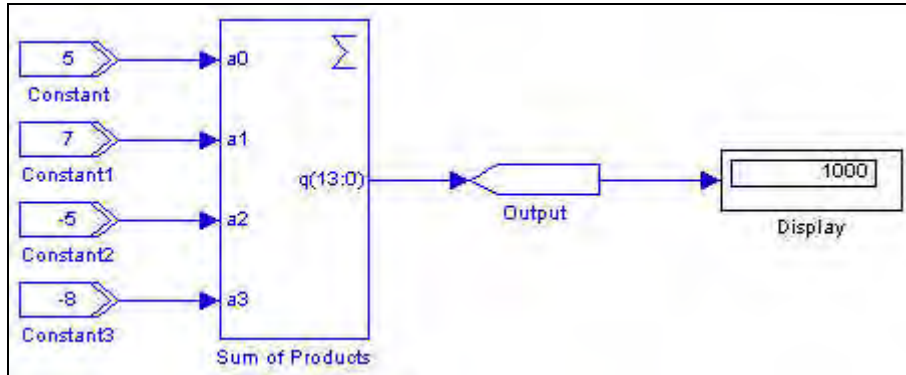 5
a0
Σ
Constant
7
a1
Constant1
q(13:0)
1000
-5
a2
Output
Display
Constant2
-8
a3
Constant3
Sum of Products